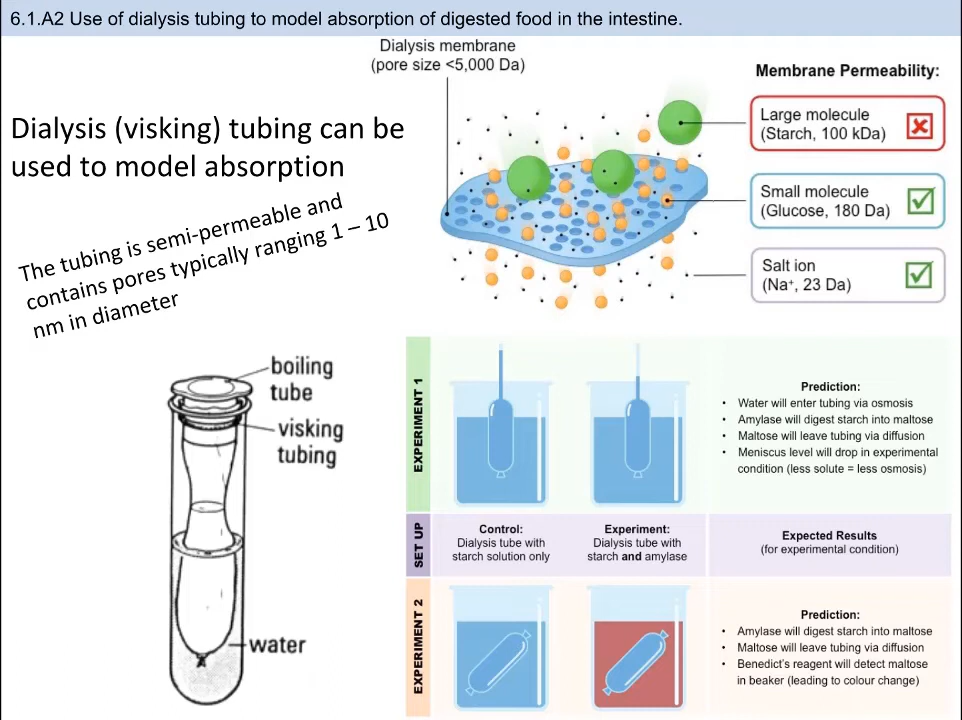 6.1.A2 Use of dialysis tubing to model absorption of digested food in the intestine.
Dialysis (visking) tubing can be
used to model absorption
The tubing is semi-permeable and
contains pores typically ranging 1 – 10
nm in diameter
Dialysis membrane
(pore size <5,000 Da)
Membrane Permeability:
Large molecule
(Starch, 100 kDa)
Small molecule
(Glucose, 180 Da)
Salt ion
(Na⁺, 23 Da)
boiling
tube
visking
tubing
water
EXPERIMENT 1
Prediction:
• Water will enter tubing via osmosis
• Amylase will digest starch into maltose
• Maltose will leave tubing via diffusion
• Meniscus level will drop in experimental
condition (less solute = less osmosis)
SET UP
Control:
Dialysis tube with
starch solution only
Experiment:
Dialysis tube with
starch and amylase
Expected Results
(for experimental condition)
EXPERIMENT 2
Prediction:
• Amylase will digest starch into maltose
• Maltose will leave tubing via diffusion
• Benedict's reagent will detect maltose
in beaker (leading to colour change)